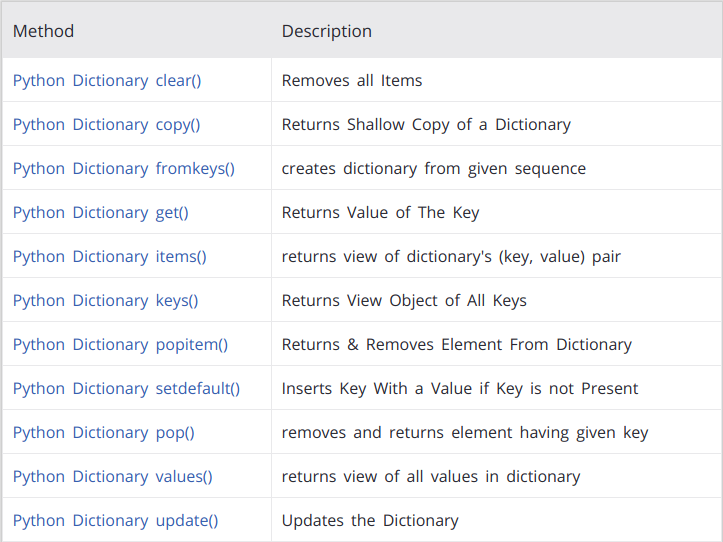 Method Description
Python Dictionary clear() Removes all Items
Python Dictionary copy() Returns Shallow Copy of a Dictionary
Python Dictionary fromkeys() creates dictionary from given sequence
Python Dictionary get() Returns Value of The Key
Python Dictionary items() returns view of dictionary's (key, value) pair
Python Dictionary keys() Returns View Object of All Keys
Python Dictionary popitem() Returns & Removes Element From Dictionary
Python Dictionary setdefault() Inserts Key With a Value if Key is not Present
Python Dictionary pop() removes and returns element having given key
Python Dictionary values() returns view of all values in dictionary
Python Dictionary update() Updates the Dictionary